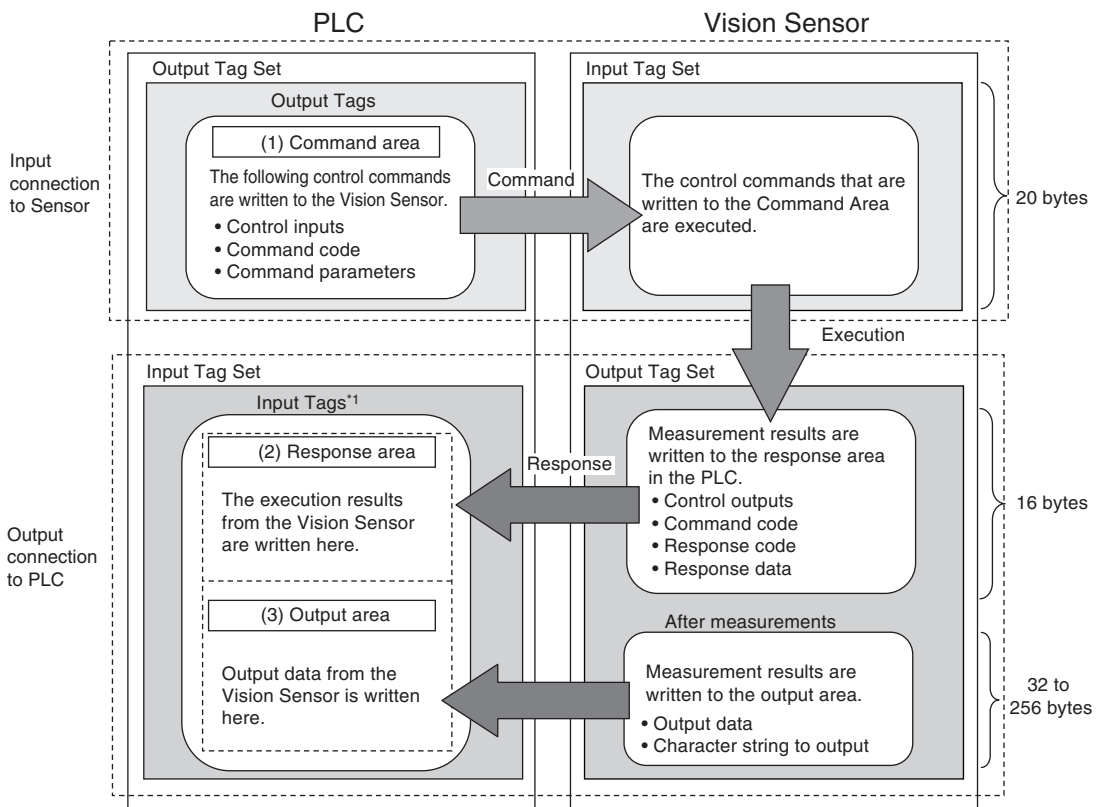 PLC
Vision Sensor
Output Tag Set
Output Tags
(1) Command area
The following control commands
are written to the Vision Sensor.
• Control inputs
• Command code
• Command parameters
Command
Input Tag Set
The control commands that are
written to the Command Area
are executed.
Input
connection
to Sensor
20 bytes
Execution
Input Tag Set
Input Tags*1
(2) Response area
The execution results
from the Vision Sensor
are written here.
(3) Output area
Output data from the
Vision Sensor is written
here.
Response
Output Tag Set
Measurement results are
written to the response area
in the PLC.
• Control outputs
• Command code
• Response code
• Response data
16 bytes
Output
connection
to PLC
After measurements
Measurement results are
written to the output area.
• Output data
• Character string to output
32 to
256 bytes